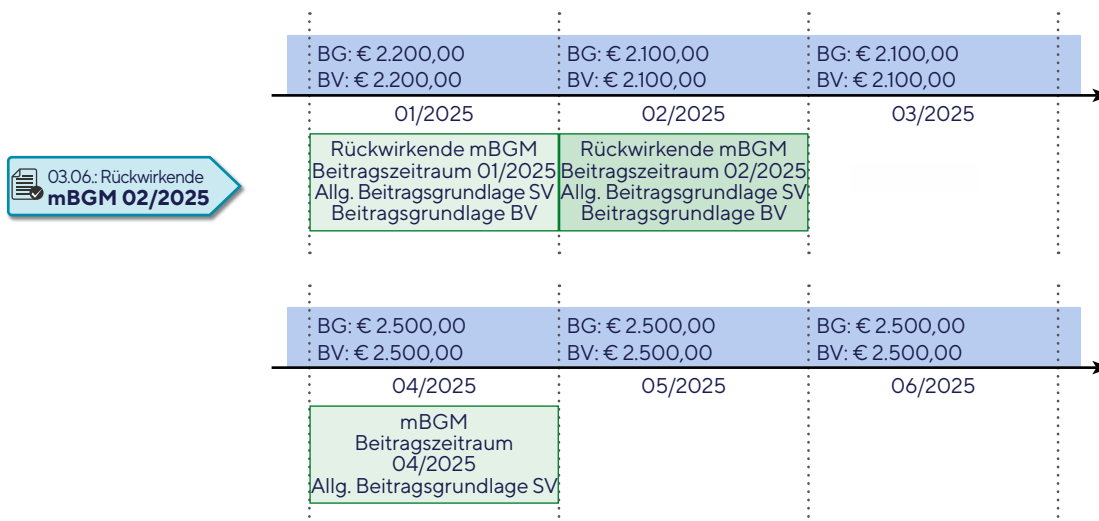 BG: € 2.200,00
BV: € 2.200,00
BG: € 2.100,00
BV: € 2.100,00
BG: € 2.100,00
BV: € 2.100,00
01/2025
02/2025
03/2025
03.06.: Rückwirkende
mBGM 02/2025
Rückwirkende mBGM
Beitragszeitraum 01/2025
Allg. Beitragsgrundlage SV
Beitragsgrundlage BV
Rückwirkende mBGM
Beitragszeitraum 02/2025
Allg. Beitragsgrundlage SV
Beitragsgrundlage BV
BG: € 2.500,00
BV: € 2.500,00
BG: € 2.500,00
BV: € 2.500,00
BG: € 2.500,00
BV: € 2.500,00
04/2025
05/2025
06/2025
mBGM
Beitragszeitraum
04/2025
Allg. Beitragsgrundlage SV